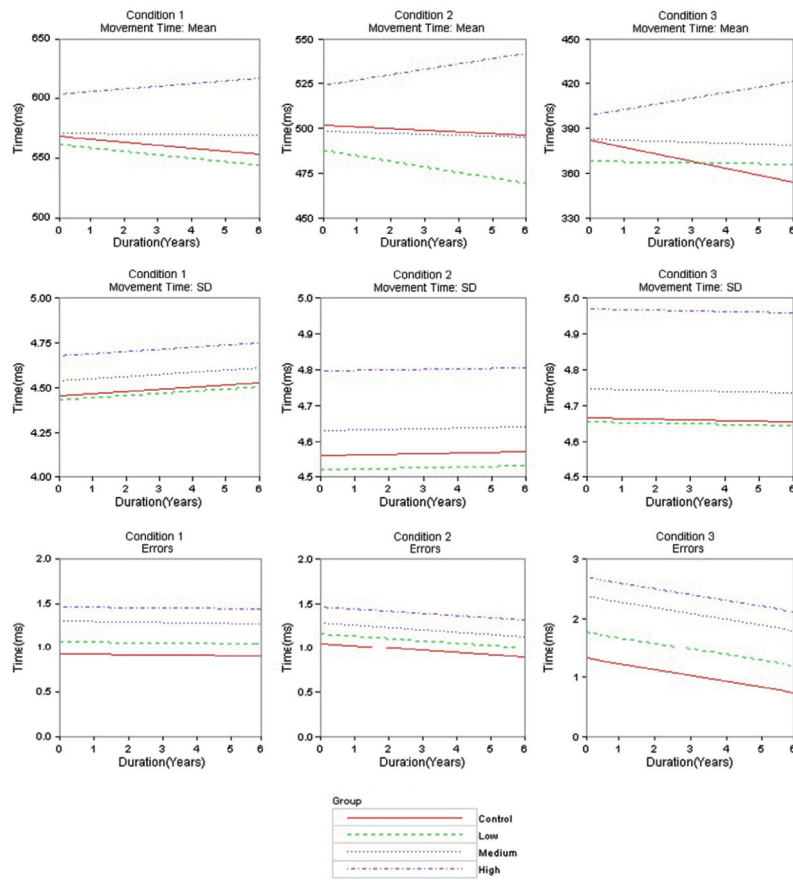 Condition 1
Movement Time: Mean
Condition 2
Movement Time: Mean
Condition 3
Movement Time: Mean
650
600
550
500
Time(ms)
0 1 2 3 4 5 6
Duration(Years)
550
525
500
475
450
Time(ms)
0 1 2 3 4 5 6
Duration(Years)
450
420
390
360
330
Time(ms)
0 1 2 3 4 5 6
Duration(Years)
Condition 1
Movement Time: SD
Condition 2
Movement Time: SD
Condition 3
Movement Time: SD
5.00
4.75
4.50
4.25
4.00
Time(ms)
0 1 2 3 4 5 6
Duration(Years)
5.0
4.9
4.8
4.7
4.6
4.5
Time(ms)
0 1 2 3 4 5 6
Duration(Years)
5.0
4.9
4.8
4.7
4.6
4.5
Time(ms)
0 1 2 3 4 5 6
Duration(Years)
Condition 1
Errors
Condition 2
Errors
Condition 3
Errors
2.0
1.5
1.0
0.5
0.0
Time(ms)
0 1 2 3 4 5 6
Duration(Years)
2.0
1.5
1.0
0.5
0.0
Time(ms)
0 1 2 3 4 5 6
Duration(Years)
3
2
1
0
Time(ms)
0 1 2 3 4 5 6
Duration(Years)
Group
Control
Low
Medium
High